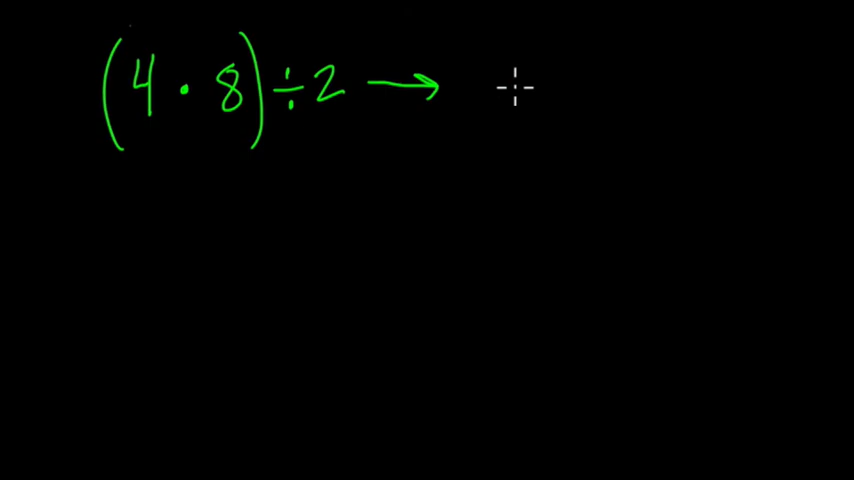 (4 · 8) ÷ 2 →